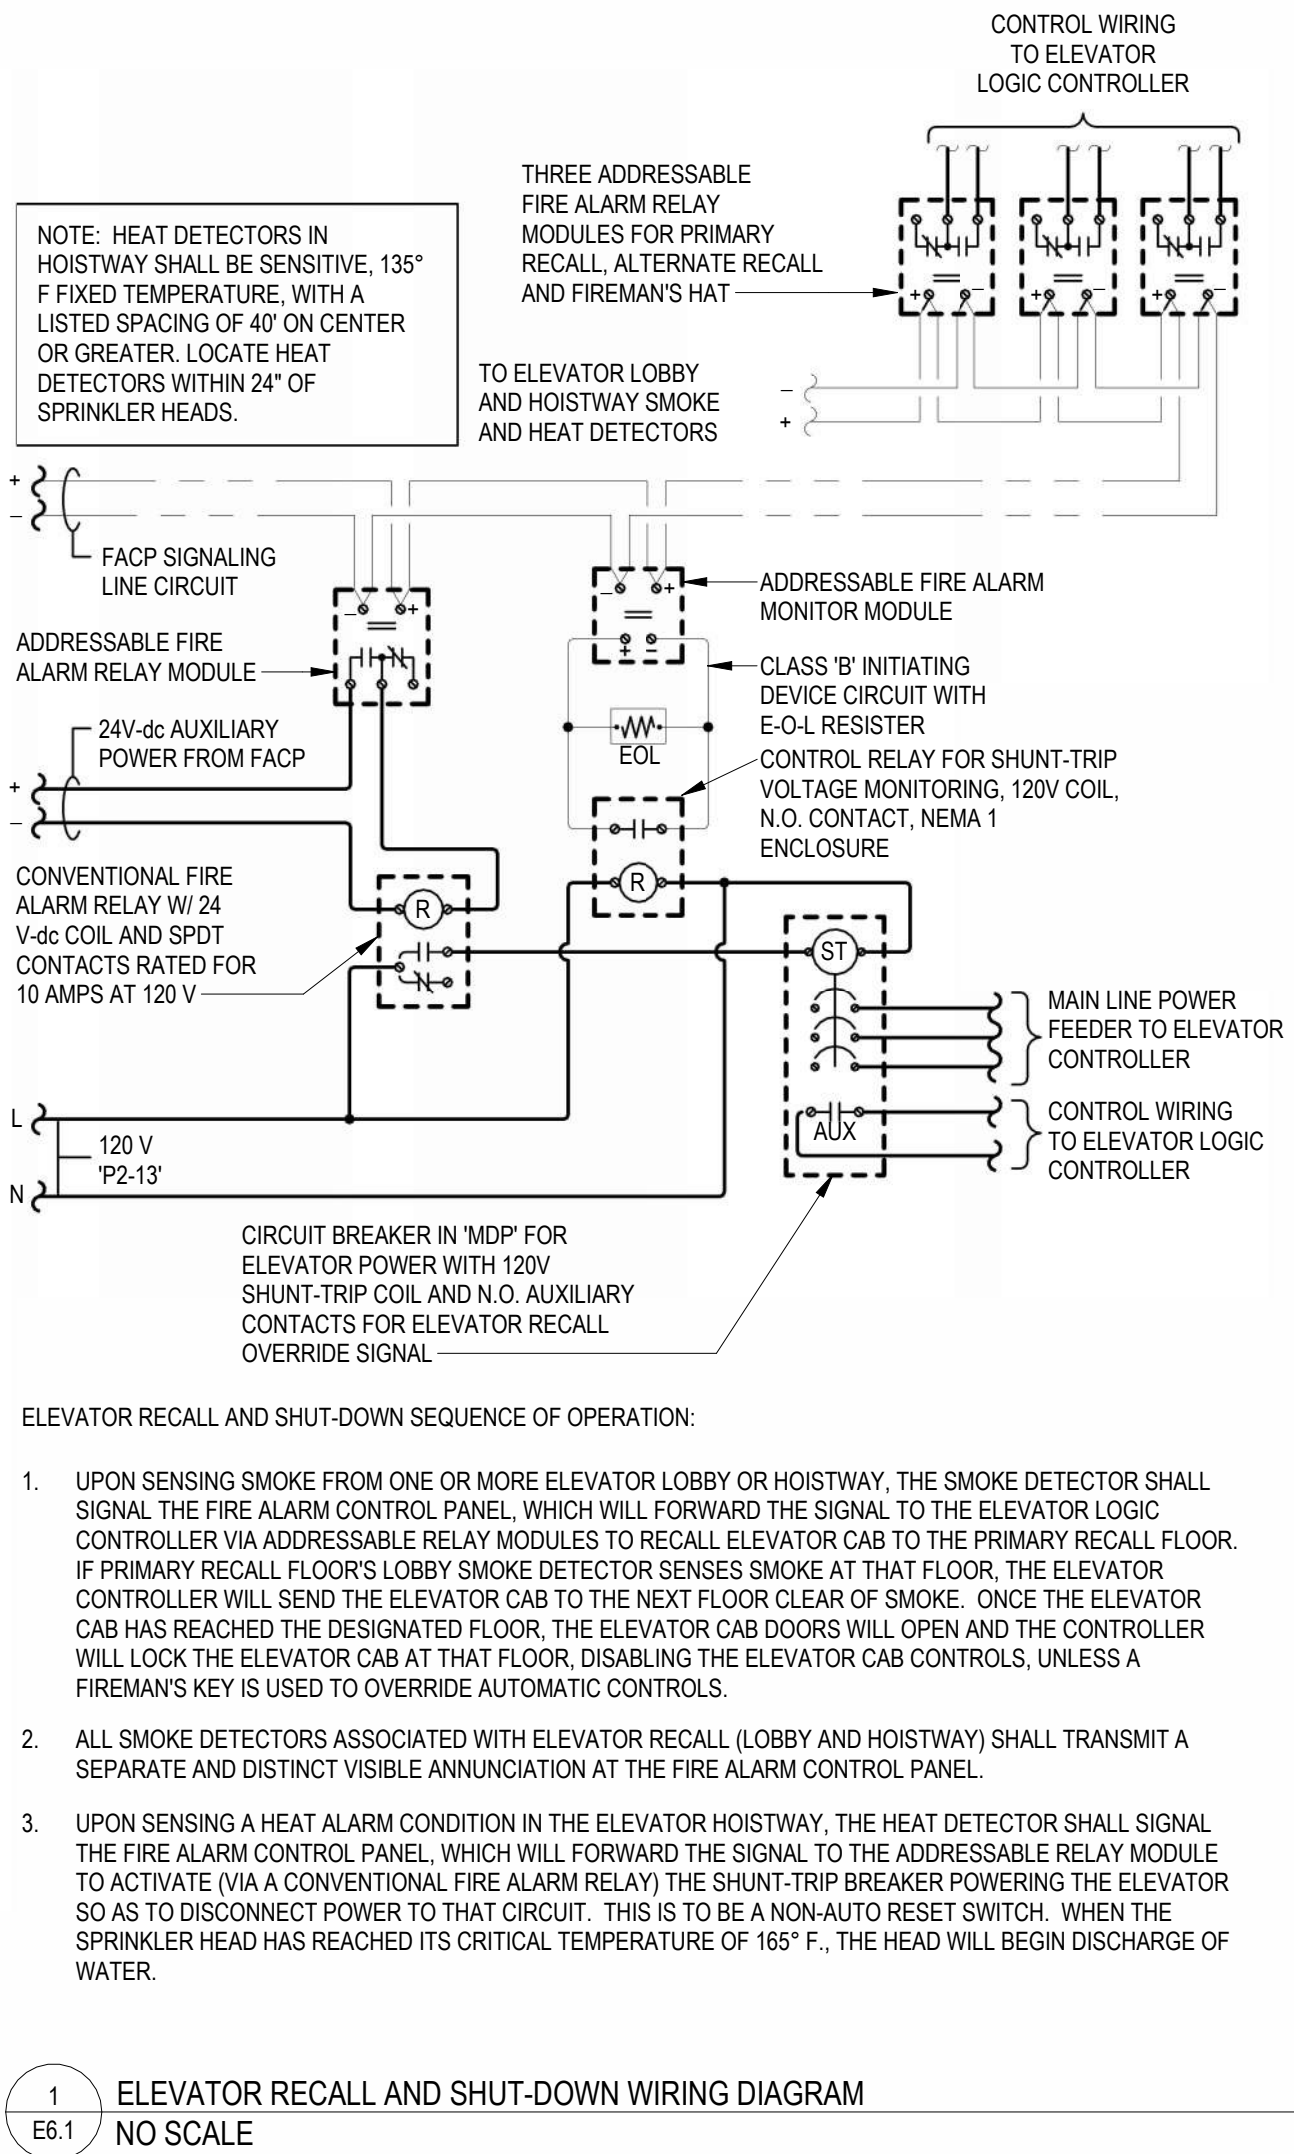 CONTROL WIRING
TO ELEVATOR
LOGIC CONTROLLER
THREE ADDRESSABLE
FIRE ALARM RELAY
MODULES FOR PRIMARY
RECALL, ALTERNATE RECALL
AND FIREMAN'S HAT
NOTE: HEAT DETECTORS IN
HOISTWAY SHALL BE SENSITIVE, 135°
F FIXED TEMPERATURE, WITH A
LISTED SPACING OF 40' ON CENTER
OR GREATER. LOCATE HEAT
DETECTORS WITHIN 24" OF
SPRINKLER HEADS.
+ –
+ –
+ –
TO ELEVATOR LOBBY
AND HOISTWAY SMOKE
AND HEAT DETECTORS
–
+
+
–
FACP SIGNALING
LINE CIRCUIT
– +
– +
ADDRESSABLE FIRE ALARM
MONITOR MODULE
ADDRESSABLE FIRE
ALARM RELAY MODULE
+ –
CLASS 'B' INITIATING
DEVICE CIRCUIT WITH
E-O-L RESISTER
EOL
24V-dc AUXILIARY
POWER FROM FACP
+
–
CONTROL RELAY FOR SHUNT-TRIP
VOLTAGE MONITORING, 120V COIL,
N.O. CONTACT, NEMA 1
ENCLOSURE
CONVENTIONAL FIRE
ALARM RELAY W/ 24
V-dc COIL AND SPDT
CONTACTS RATED FOR
10 AMPS AT 120 V
R
R
ST
MAIN LINE POWER
FEEDER TO ELEVATOR
CONTROLLER
AUX
CONTROL WIRING
TO ELEVATOR LOGIC
CONTROLLER
L
120 V
'P2-13'
N
CIRCUIT BREAKER IN 'MDP' FOR
ELEVATOR POWER WITH 120V
SHUNT-TRIP COIL AND N.O. AUXILIARY
CONTACTS FOR ELEVATOR RECALL
OVERRIDE SIGNAL
ELEVATOR RECALL AND SHUT-DOWN SEQUENCE OF OPERATION:
1. UPON SENSING SMOKE FROM ONE OR MORE ELEVATOR LOBBY OR HOISTWAY, THE SMOKE DETECTOR SHALL
SIGNAL THE FIRE ALARM CONTROL PANEL, WHICH WILL FORWARD THE SIGNAL TO THE ELEVATOR LOGIC
CONTROLLER VIA ADDRESSABLE RELAY MODULES TO RECALL ELEVATOR CAB TO THE PRIMARY RECALL FLOOR.
IF PRIMARY RECALL FLOOR'S LOBBY SMOKE DETECTOR SENSES SMOKE AT THAT FLOOR, THE ELEVATOR
CONTROLLER WILL SEND THE ELEVATOR CAB TO THE NEXT FLOOR CLEAR OF SMOKE. ONCE THE ELEVATOR
CAB HAS REACHED THE DESIGNATED FLOOR, THE ELEVATOR CAB DOORS WILL OPEN AND THE CONTROLLER
WILL LOCK THE ELEVATOR CAB AT THAT FLOOR, DISABLING THE ELEVATOR CAB CONTROLS, UNLESS A
FIREMAN'S KEY IS USED TO OVERRIDE AUTOMATIC CONTROLS.
2. ALL SMOKE DETECTORS ASSOCIATED WITH ELEVATOR RECALL (LOBBY AND HOISTWAY) SHALL TRANSMIT A
SEPARATE AND DISTINCT VISIBLE ANNUNCIATION AT THE FIRE ALARM CONTROL PANEL.
3. UPON SENSING A HEAT ALARM CONDITION IN THE ELEVATOR HOISTWAY, THE HEAT DETECTOR SHALL SIGNAL
THE FIRE ALARM CONTROL PANEL, WHICH WILL FORWARD THE SIGNAL TO THE ADDRESSABLE RELAY MODULE
TO ACTIVATE (VIA A CONVENTIONAL FIRE ALARM RELAY) THE SHUNT-TRIP BREAKER POWERING THE ELEVATOR
SO AS TO DISCONNECT POWER TO THAT CIRCUIT. THIS IS TO BE A NON-AUTO RESET SWITCH. WHEN THE
SPRINKLER HEAD HAS REACHED ITS CRITICAL TEMPERATURE OF 165° F., THE HEAD WILL BEGIN DISCHARGE OF
WATER.
1
E6.1
ELEVATOR RECALL AND SHUT-DOWN WIRING DIAGRAM
NO SCALE